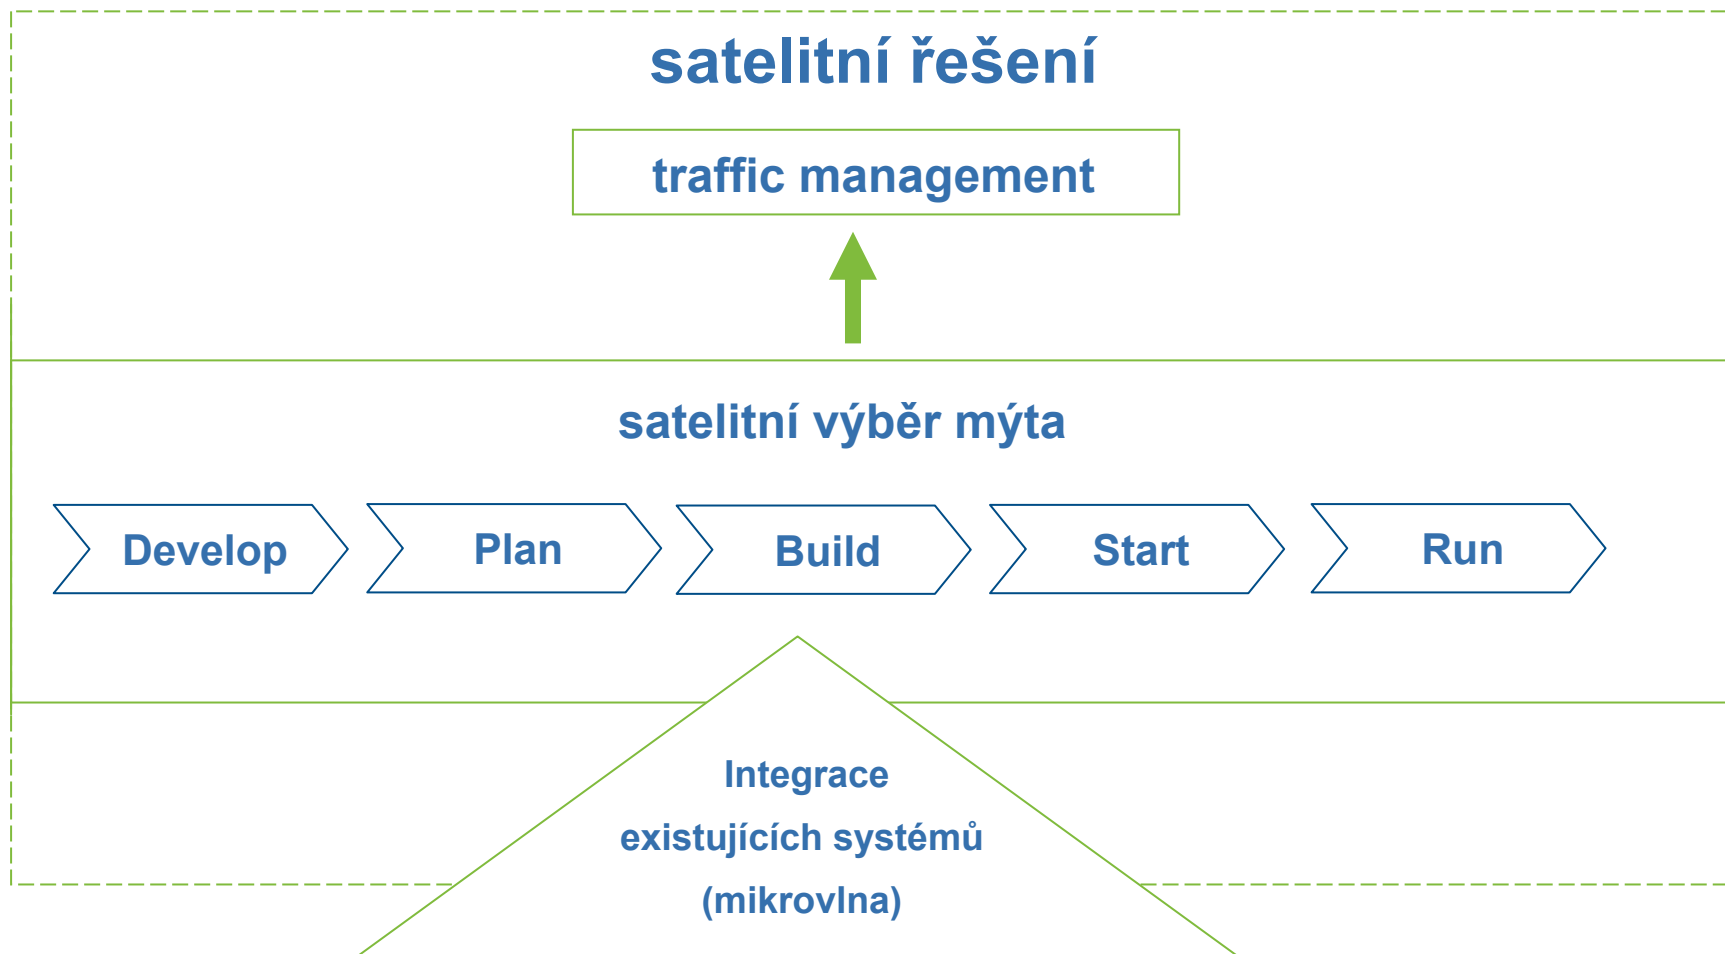 satelitní řešení
traffic management
satelitní výběr mýta
Develop
Plan
Build
Start
Run
Integrace
existujících systémů
(mikrovlna)